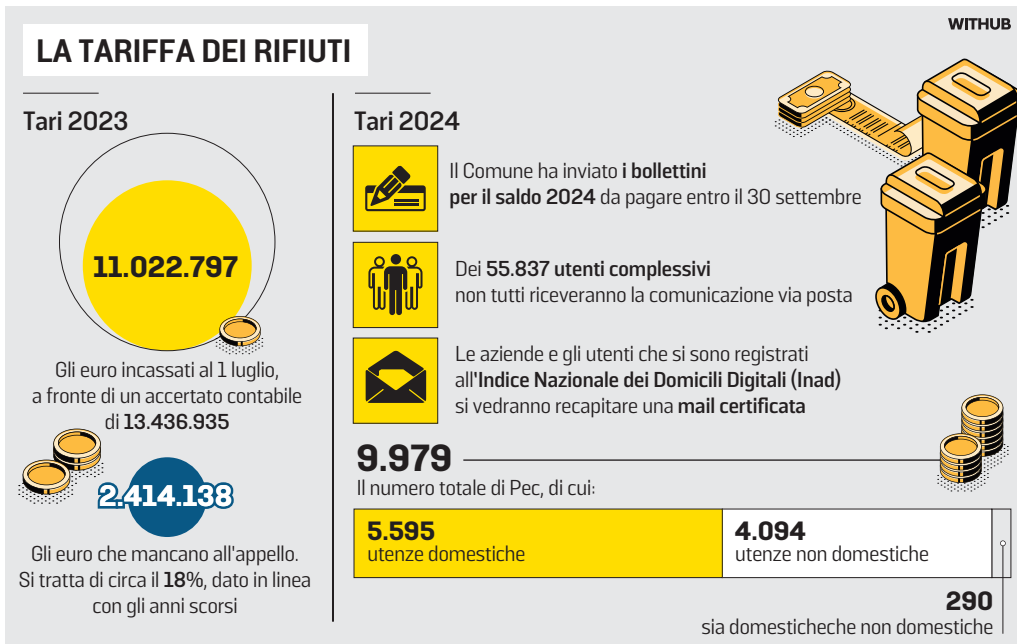 WITHUB
LA TARIFFA DEI RIFIUTI
Tari 2023
11.022.797
Gli euro incassati al 1 luglio,
a fronte di un accertato contabile
di 13.436.935
2.414.138
Gli euro che mancano all'appello.
Si tratta di circa il 18%, dato in linea
con gli anni scorsi
Tari 2024
Il Comune ha inviato i bollettini
per il saldo 2024 da pagare entro il 30 settembre
Dei 55.837 utenti complessivi
non tutti riceveranno la comunicazione via posta
Le aziende e gli utenti che si sono registrati
all'Indice Nazionale dei Domicili Digitali (Inad)
si vedranno recapitare una mail certificata
9.979
Il numero totale di Pec, di cui:
5.595
utenze domestiche
4.094
utenze non domestiche
290
sia domesticheche non domestiche